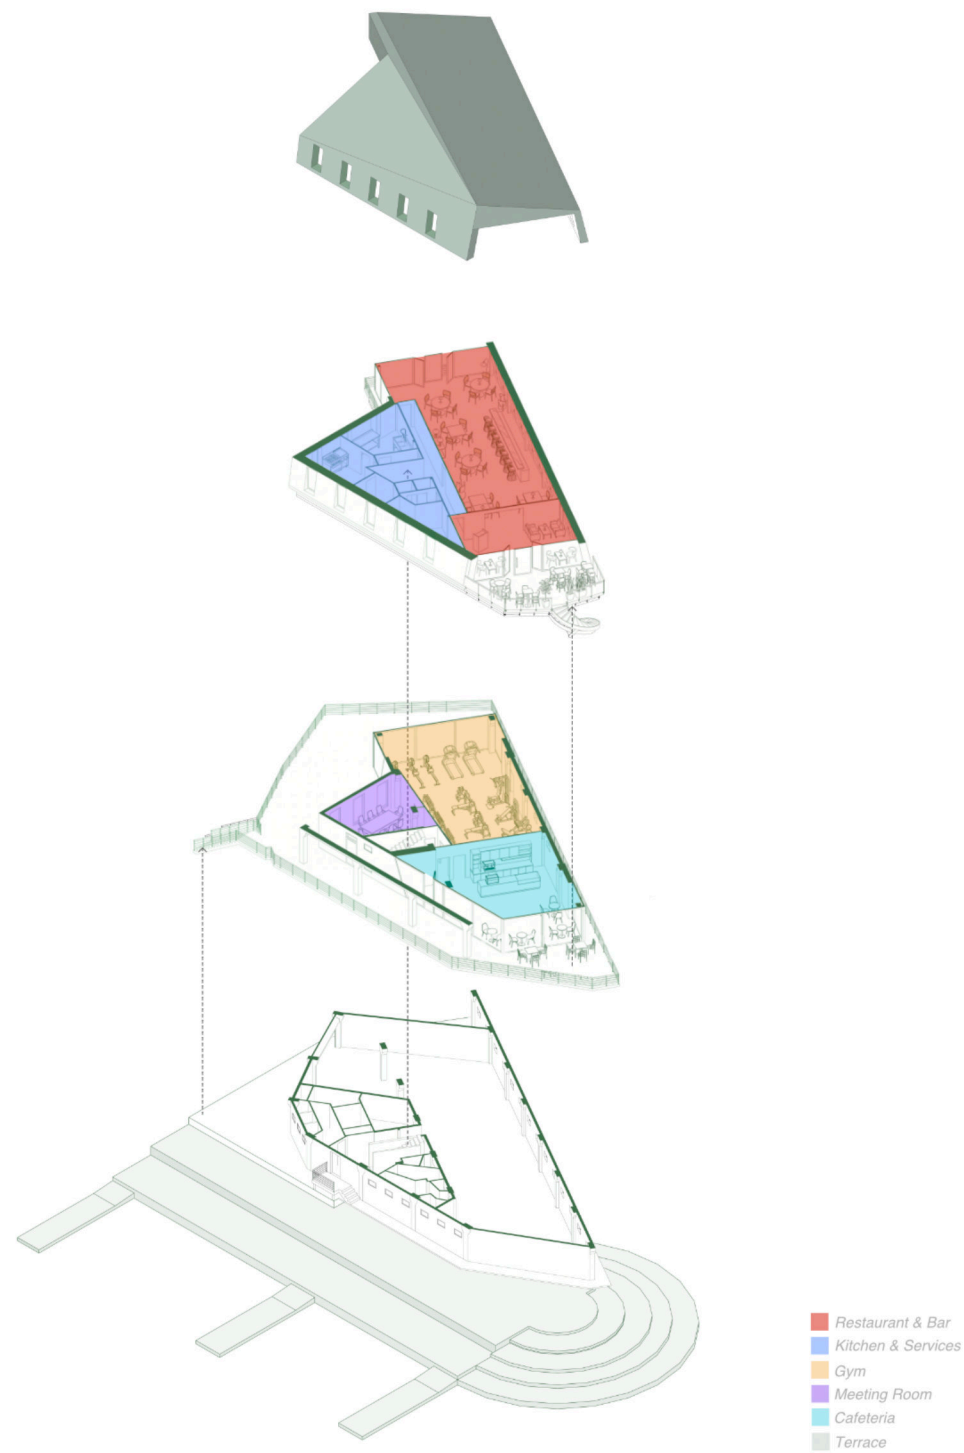 Restaurant & Bar
Kitchen & Services
Gym
Meeting Room
Cafeteria
Terrace